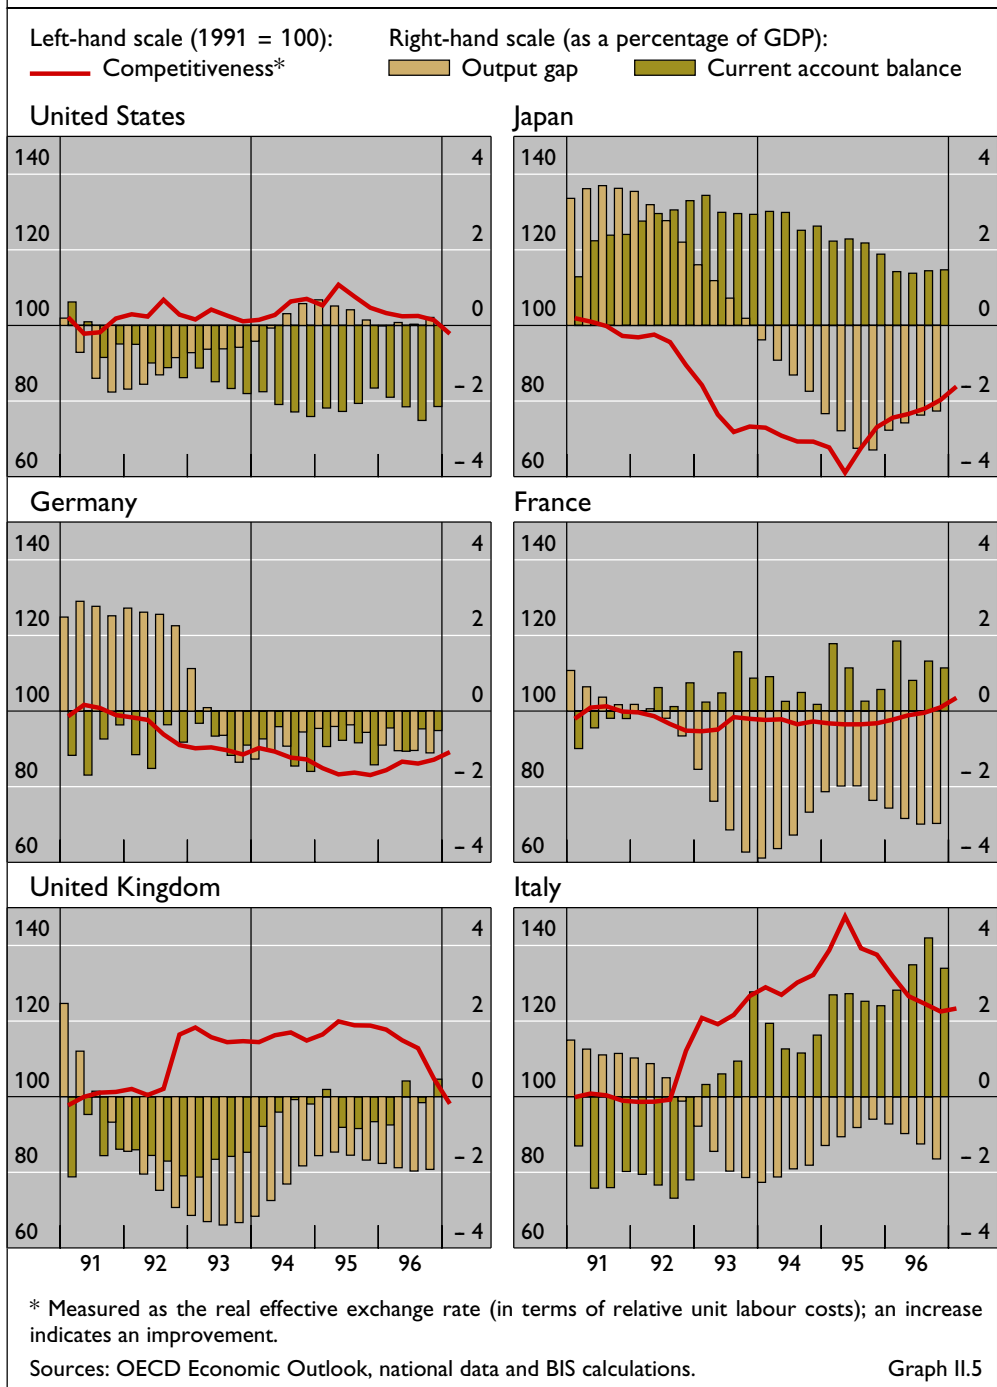 Left-hand scale (1991 = 100): Right-hand scale (as a percentage of GDP):
Competitiveness* Output gap Current account balance
United States Japan
140 4 140 4
120 2 120 2
100 0 100 0
80 – 2 80 – 2
60 – 4 60 – 4
Germany France
140 4 140 4
120 2 120 2
100 0 100 0
80 – 2 80 – 2
60 – 4 60 – 4
United Kingdom Italy
140 4 140 4
120 2 120 2
100 0 100 0
80 – 2 80 – 2
60 – 4 60 – 4
91 92 93 94 95 96 91 92 93 94 95 96
* Measured as the real effective exchange rate (in terms of relative unit labour costs); an increase
indicates an improvement.
Sources: OECD Economic Outlook, national data and BIS calculations. Graph II.5